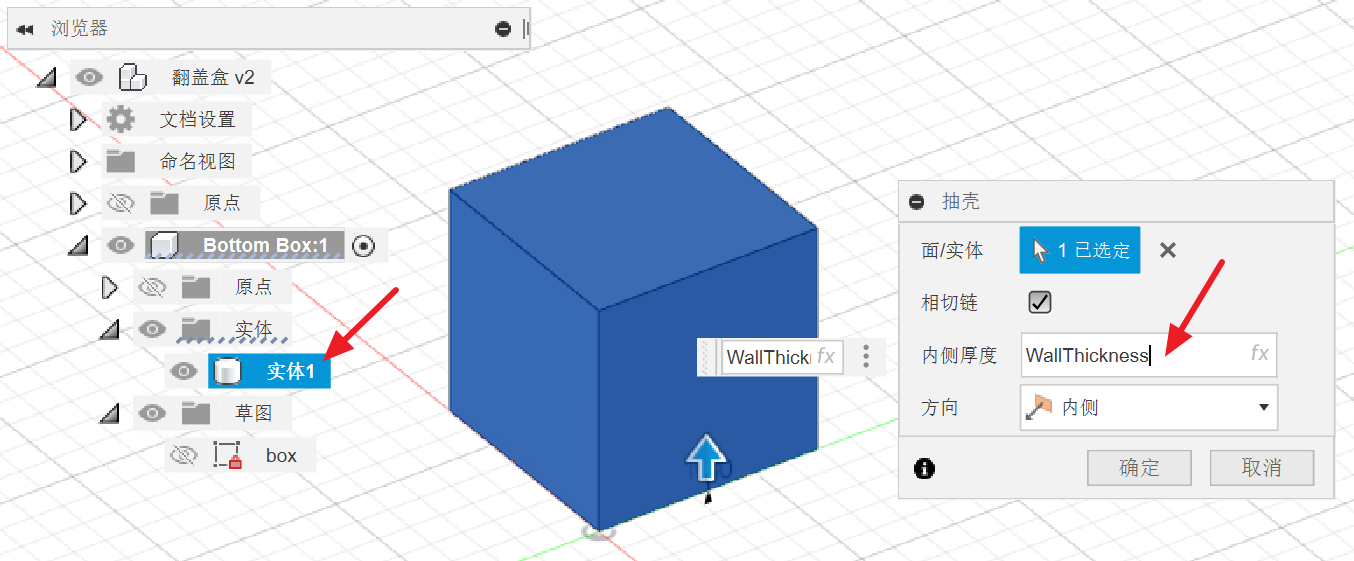 浏览器
翻盖盒 v2
文档设置
命名视图
原点
Bottom Box:1
原点
实体
实体1
草图
box
WallThick
fx
抽壳
面/实体
1 已选定
相切链
内侧厚度
WallThickness
fx
方向
内侧
确定
取消